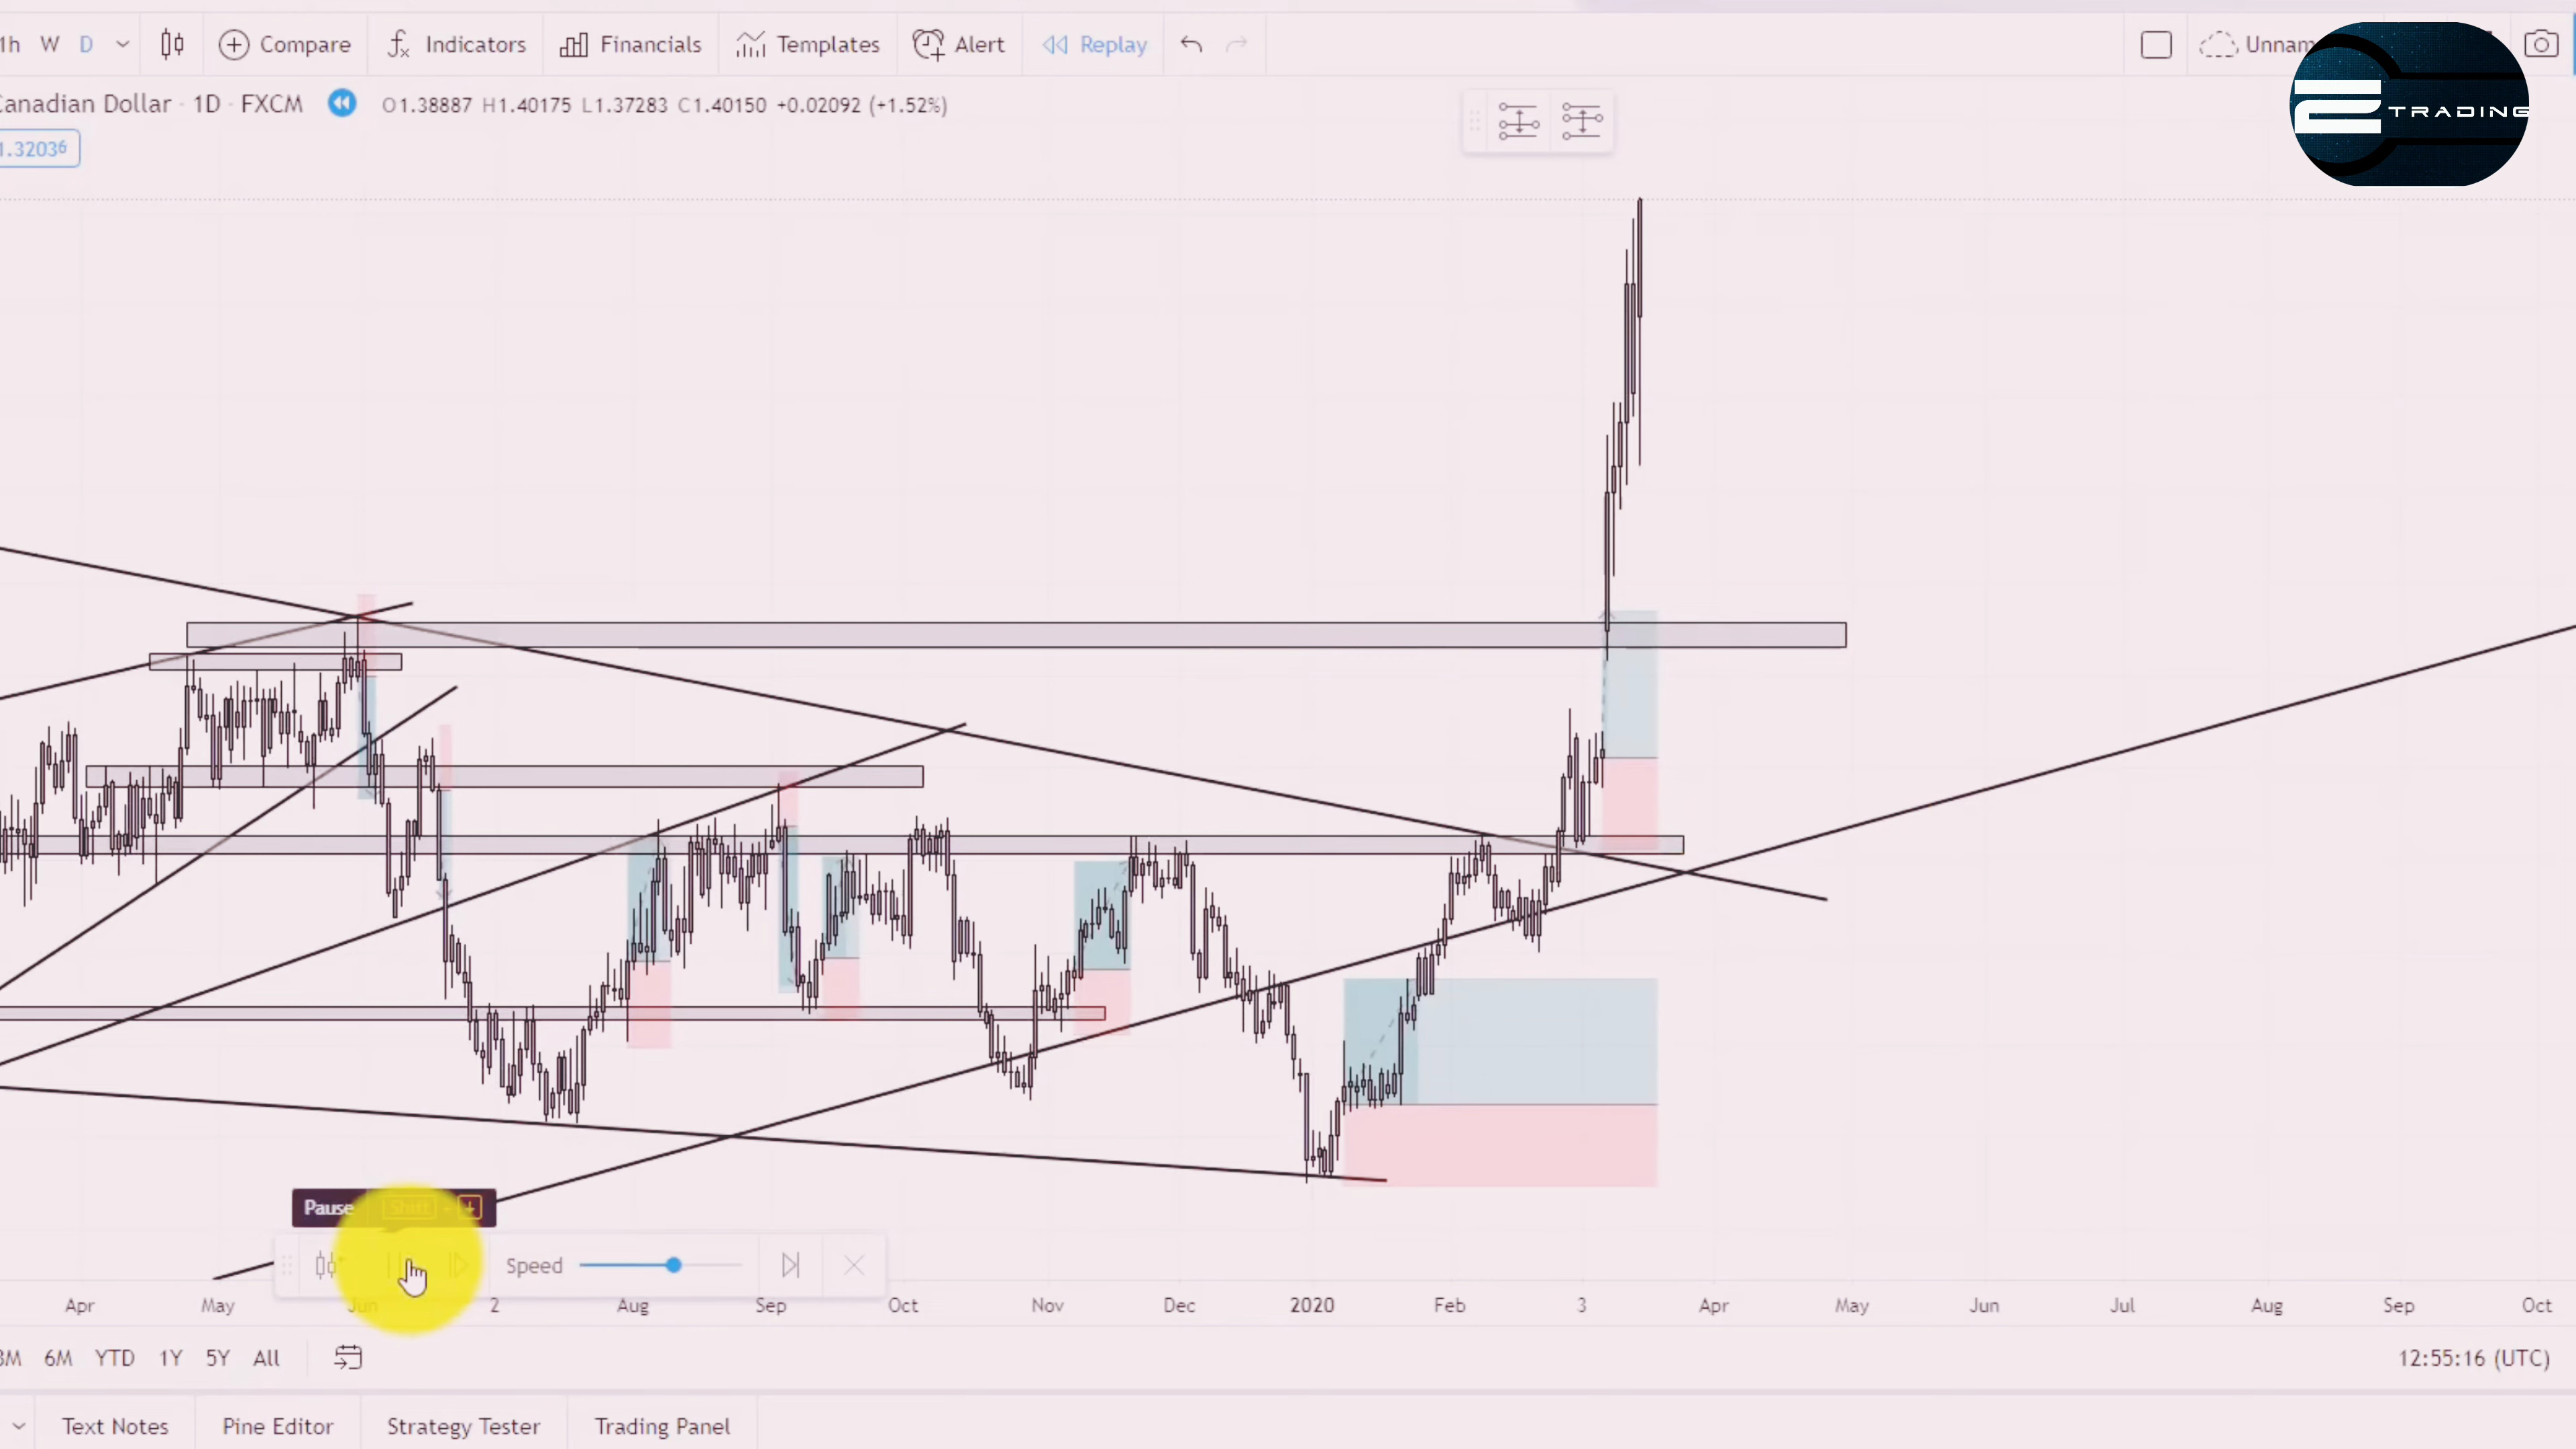 1h W D Compare Indicators Financials Templates Alert Replay
Canadian Dollar · 1D · FXCM O1.38887 H1.40175 L1.37283 C1.40150 +0.02092 (+1.52%)
TRADING
1.32036
Pause Shift + ↓
Speed
Apr May Jun 2 Aug Sep Oct Nov Dec 2020 Feb 3 Apr May Jun Jul Aug Sep Oct
3M 6M YTD 1Y 5Y All 12:55:16 (UTC)
Text Notes Pine Editor Strategy Tester Trading Panel